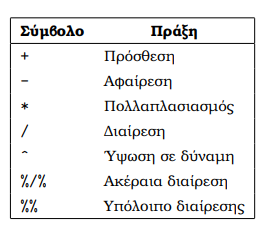 Σύμβολο Πράξη
+ Πρόσθεση
- Αφαίρεση
* Πολλαπλασιασμός
/ Διαίρεση
^ Ύψωση σε δύναμη
%/% Ακέραια διαίρεση
%% Υπόλοιπο διαίρεσης